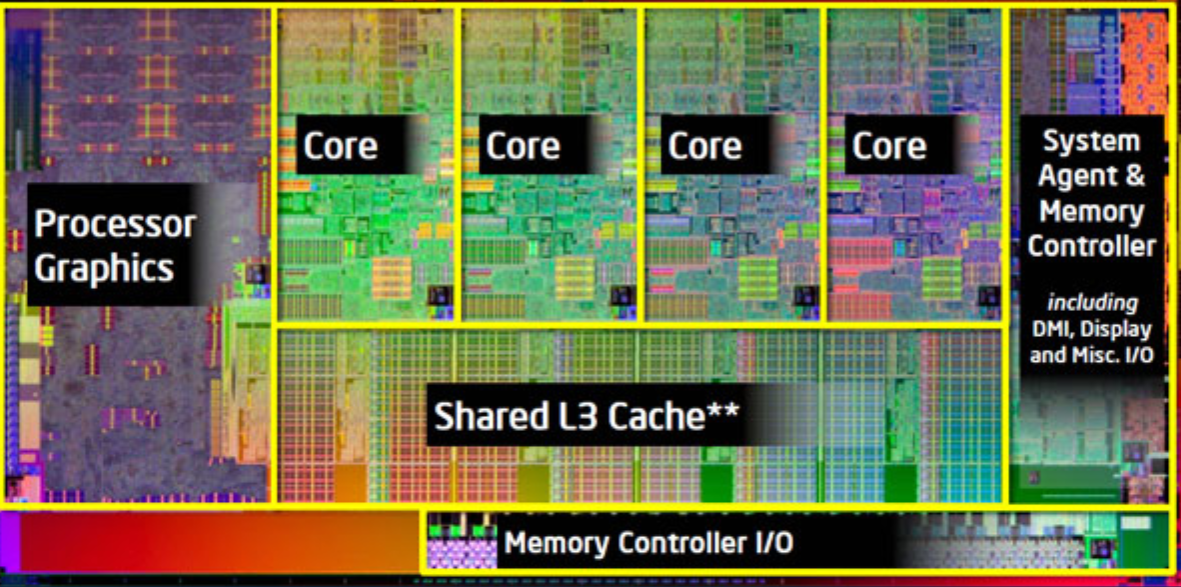 Processor
Graphics
Core
Core
Core
Core
System
Agent &
Memory
Controller
including
DMI, Display
and Misc. I/O
Shared L3 Cache**
Memory Controller I/O